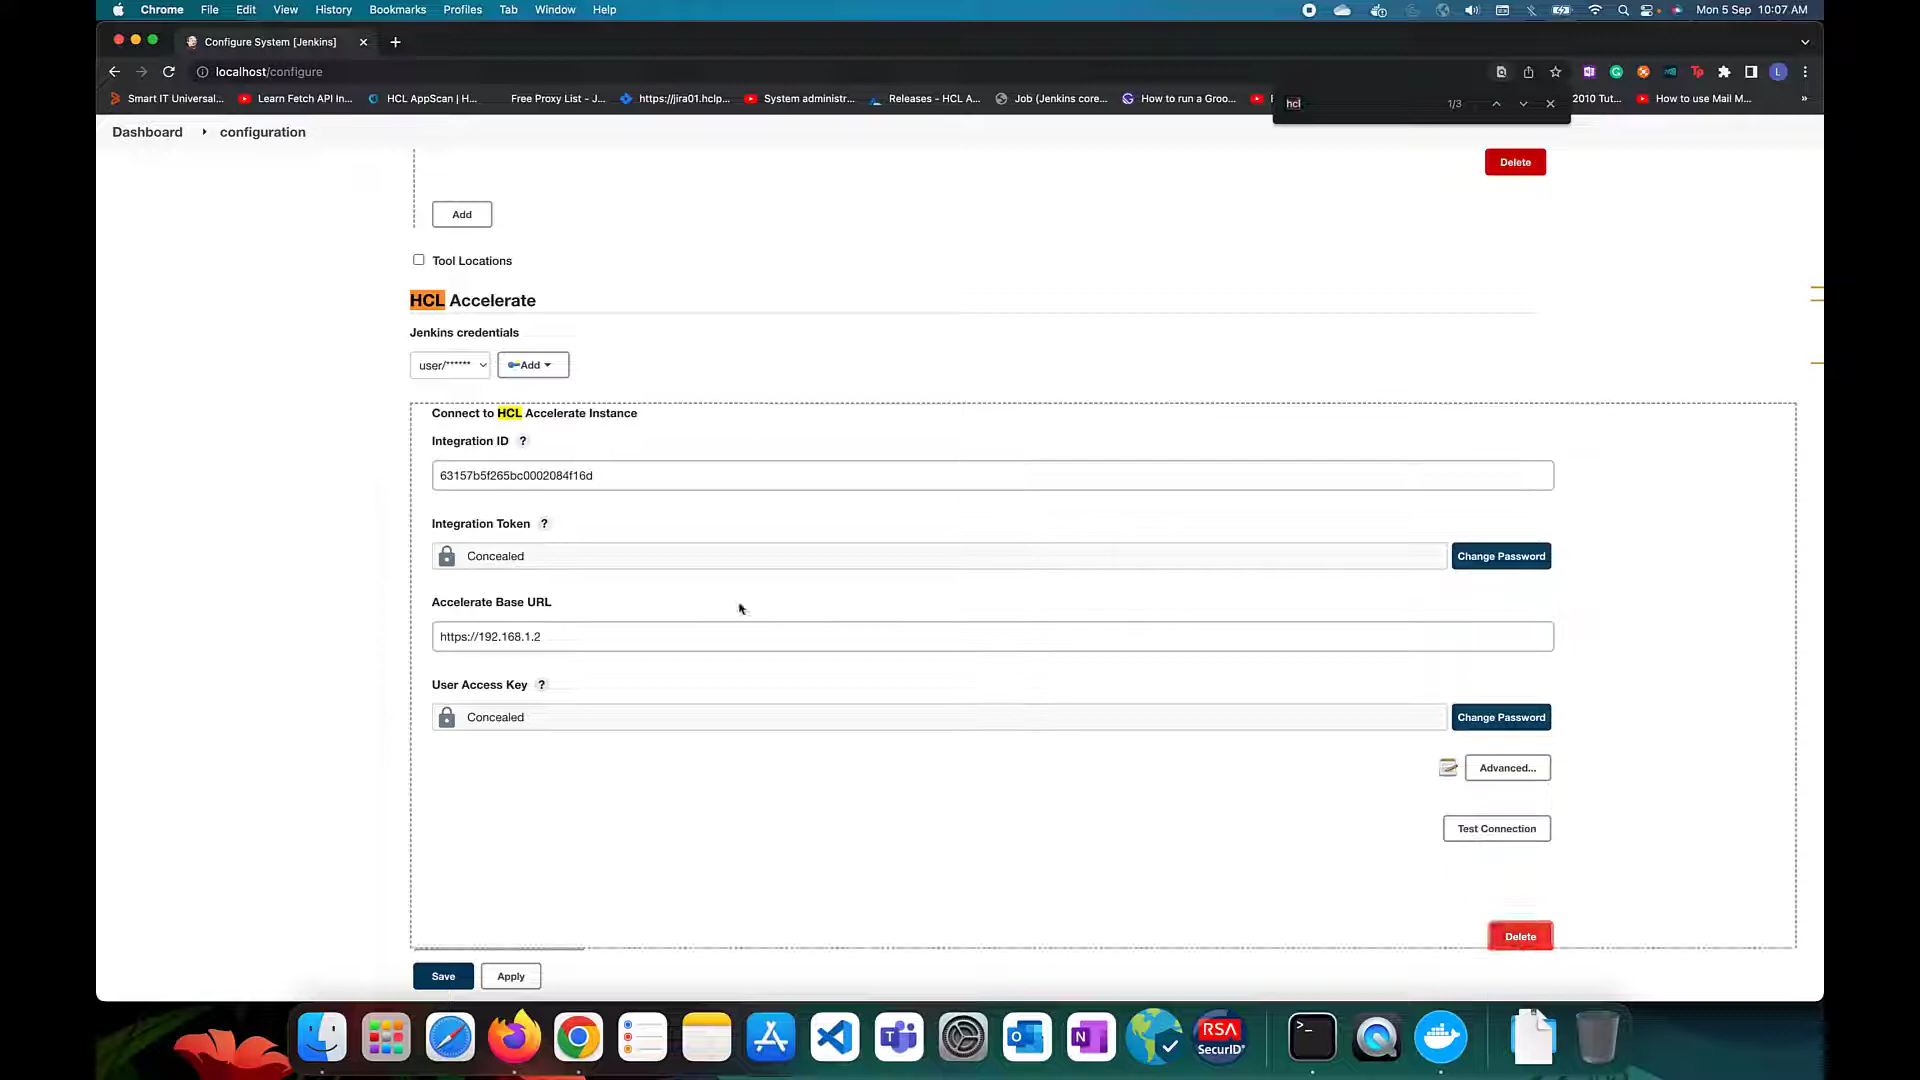 Chrome File Edit View History Bookmarks Profiles Tab Window Help Mon 5 Sep 10:07 AM
Configure System [Jenkins]
localhost/configure
Smart IT Universal... Learn Fetch API In... HCL AppScan | H... Free Proxy List - J... https://jira01.hclp... System administr... Releases - HCL A... Job (Jenkins core... How to run a Groo... 2010 Tut... How to use Mail M... »
hcl 1/3
Dashboard configuration
Delete
Add
Tool Locations
HCL Accelerate
Jenkins credentials
user/****** Add
Connect to HCL Accelerate Instance
Integration ID ?
63157b5f265bc0002084f16d
Integration Token ?
Concealed Change Password
Accelerate Base URL
https://192.168.1.2
User Access Key ?
Concealed Change Password
Advanced...
Test Connection
Delete
Save Apply
RSA
SecurID